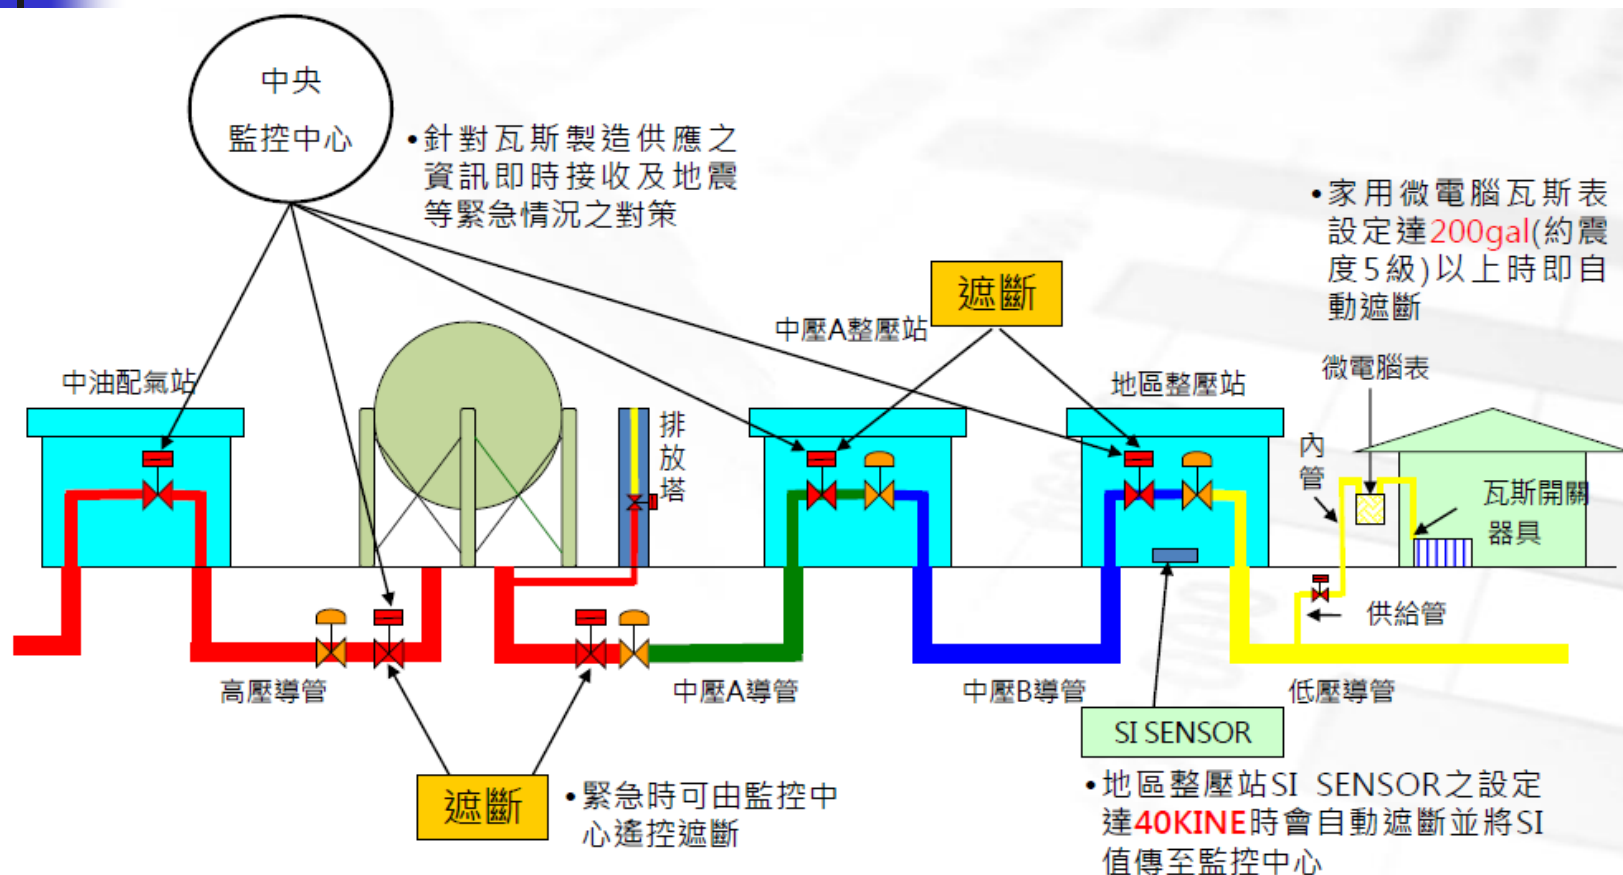 中央
監控中心
•針對瓦斯製造供應之
資訊即時接收及地震
等緊急情況之對策
•家用微電腦瓦斯表
設定達200gal(約震
度5級)以上時即自
動遮斷
遮斷
中壓A整壓站
中油配氣站
地區整壓站
微電腦表
排
放
塔
內
管
瓦斯開關
器具
供給管
高壓導管
中壓A導管
中壓B導管
低壓導管
SI SENSOR
遮斷
•緊急時可由監控中
心遙控遮斷
•地區整壓站SI SENSOR之設定
達40KINE時會自動遮斷並將SI
值傳至監控中心